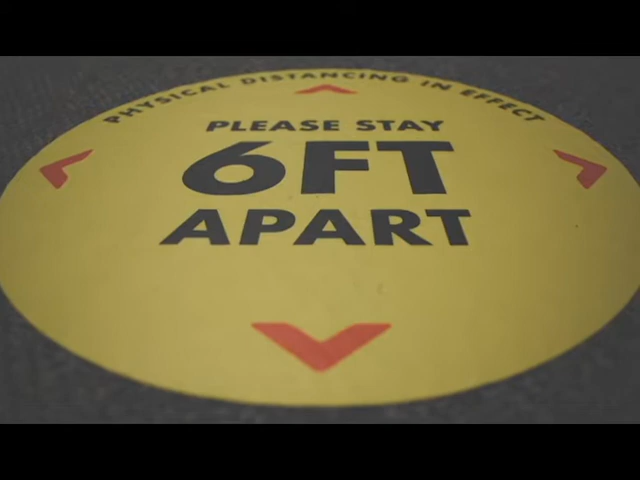 PHYSICAL DISTANCING IN EFFECT
PLEASE STAY
6FT
APART